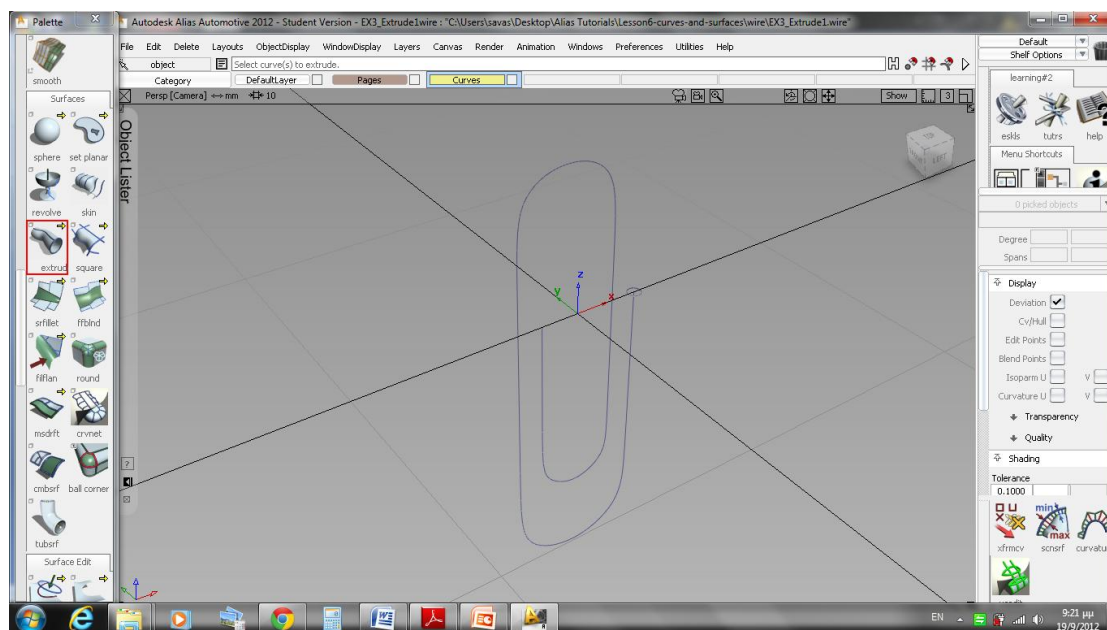 Palette X
Autodesk Alias Automotive 2012 - Student Version - EX3_Extrude1wire : "C:\Users\savas\Desktop\Alias Tutorials\Lesson6-curves-and-surfaces\wire\EX3_Extrude1.wire"
File Edit Delete Layouts ObjectDisplay WindowDisplay Layers Canvas Render Animation Windows Preferences Utilities Help
object Select curve(s) to extrude.
Category DefaultLayer Pages Curves
Persp [Camera] mm 10 Show 3
Object Lister
smooth
Surfaces
sphere set planar
revolve skin
extrud square
srfillet ffblnd
filflan round
msdrft crvnet
cmbsrf ball corner
tubsrf
Surface Edit
z
y x
LEFT
?
Default
Shelf Options
learning#2
eskls tutrs help
Menu Shortcuts
0 picked objects
Degree
Spans
Display
Deviation
Cv/Hull
Edit Points
Blend Points
Isoparm U V
Curvature U V
Transparency
Quality
Shading
Tolerance
0.1000
min
max
xfrmcv scnsrf curvatu
EN 9:21 μμ
19/9/2012